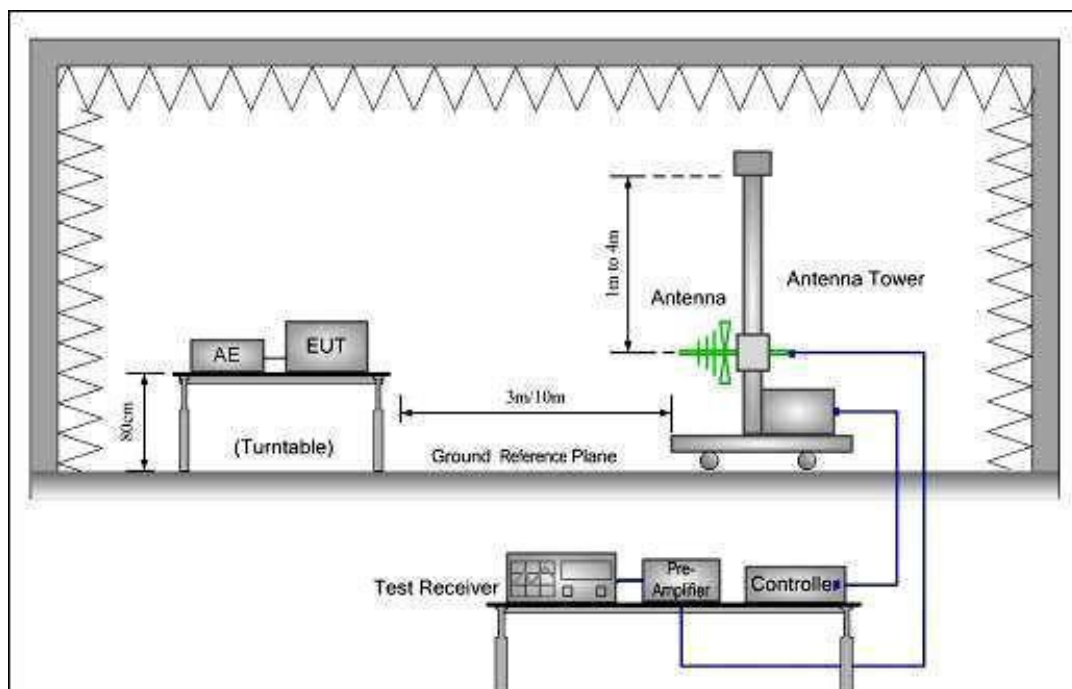 1m to 4m
Antenna Tower
Antenna
AE
EUT
80cm
3m/10m
(Turntable)
Ground Reference Plane
Test Receiver
Pre-
Amplifier
Controlle